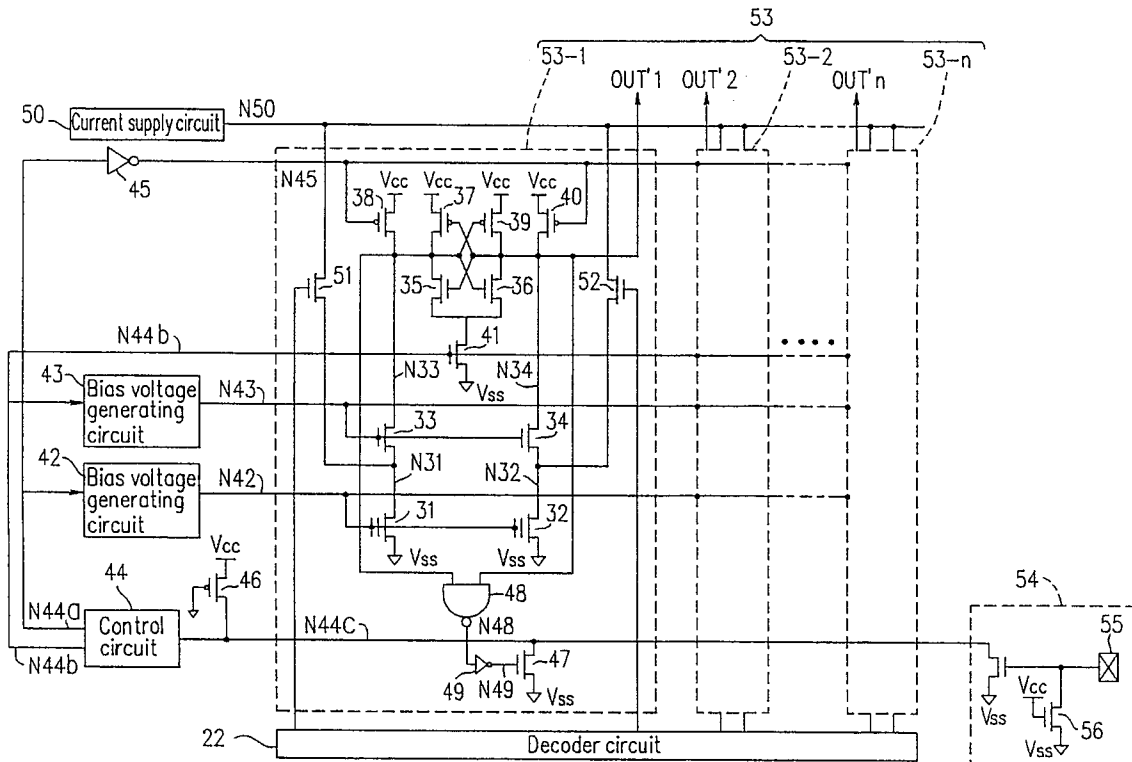 53
53-1
53-2
53-n
OUT'1
OUT'2
OUT'n
50
Current supply circuit
N50
45
N45
Vcc
Vcc
Vcc
Vcc
38
37
39
40
51
35
36
52
N44b
41
N33
N34
Vss
43
Bias voltage
generating
circuit
N43
33
34
42
Bias voltage
generating
circuit
N42
N31
N32
31
32
Vss
Vss
Vcc
46
48
44
N44a
Control
circuit
N44b
N44C
N48
47
49
N49
Vss
54
55
Vss
Vcc
56
Vss
22
Decoder circuit